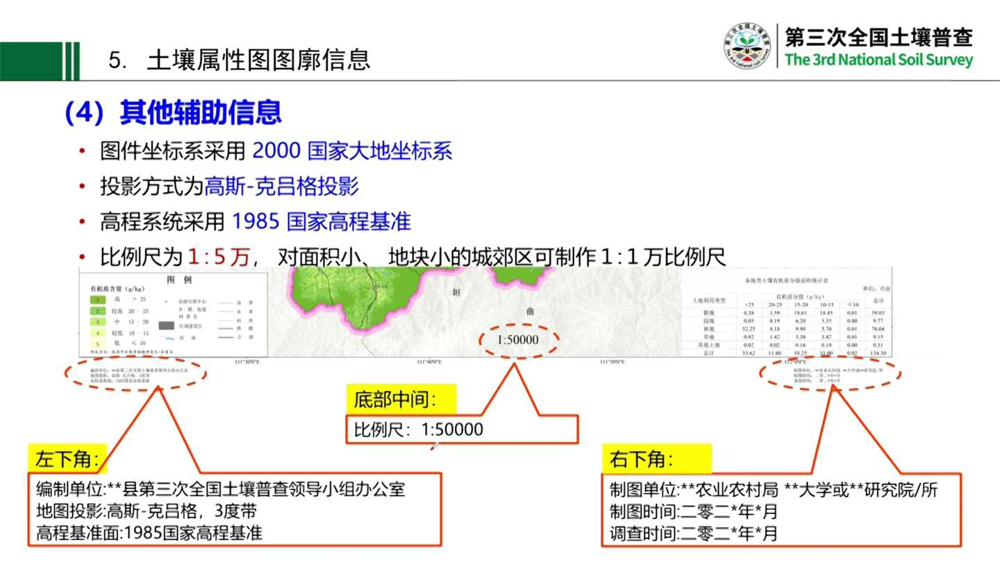 5. 土壤属性图图廓信息
第三次全国土壤普查
The 3rd National Soil Survey
（4）其他辅助信息
• 图件坐标系采用 2000 国家大地坐标系
• 投影方式为高斯-克吕格投影
• 高程系统采用 1985 国家高程基准
• 比例尺为 1:5 万， 对面积小、 地块小的城郊区可制作 1:1 万比例尺
图 例
有机质含量（g/kg）
1 高 > 25
2 较高 20 - 25
3 中 15 - 20
4 较低 10 - 15
5 低 ≤ 10
县级行政中心
乡、镇、街道
村 委 会
区域建筑区
县 界
乡 界
村 界
铁 路
公 路
垣
曲
1:50000
各地类土壤有机质分级面积统计表
单位：万亩
土地利用类型 有机质分级（g/kg） 总计
>25 20-25 15-20 10-15 ≤10
耕地 0.38 1.59 18.61 18.45 0.01 39.03
园地 0.05 0.19 6.20 3.33 0.00 9.77
林地 52.25 8.18 9.90 5.70 0.01 76.04
草地 0.92 1.42 3.38 3.42 0.01 9.15
其他土地 0.02 0.02 0.16 0.10 0.00 0.31
总计 53.62 11.40 38.25 31.00 0.02 134.30
111°30'0"E
111°40'0"E
111°50'0"E
112°0'0"E
编制单位：**县第三次全国土壤普查领导小组办公室
地图投影：高斯-克吕格，3度带
高程基准面：1985国家高程基准
制图单位：**农业农村局 **大学或**研究院/所
制图时间：二零二*年*月
调查时间：二零二*年*月
底部中间：
比例尺：1:50000
左下角：
编制单位:**县第三次全国土壤普查领导小组办公室
地图投影:高斯-克吕格，3度带
高程基准面:1985国家高程基准
右下角：
制图单位:**农业农村局 **大学或**研究院/所
制图时间:二零二*年*月
调查时间:二零二*年*月